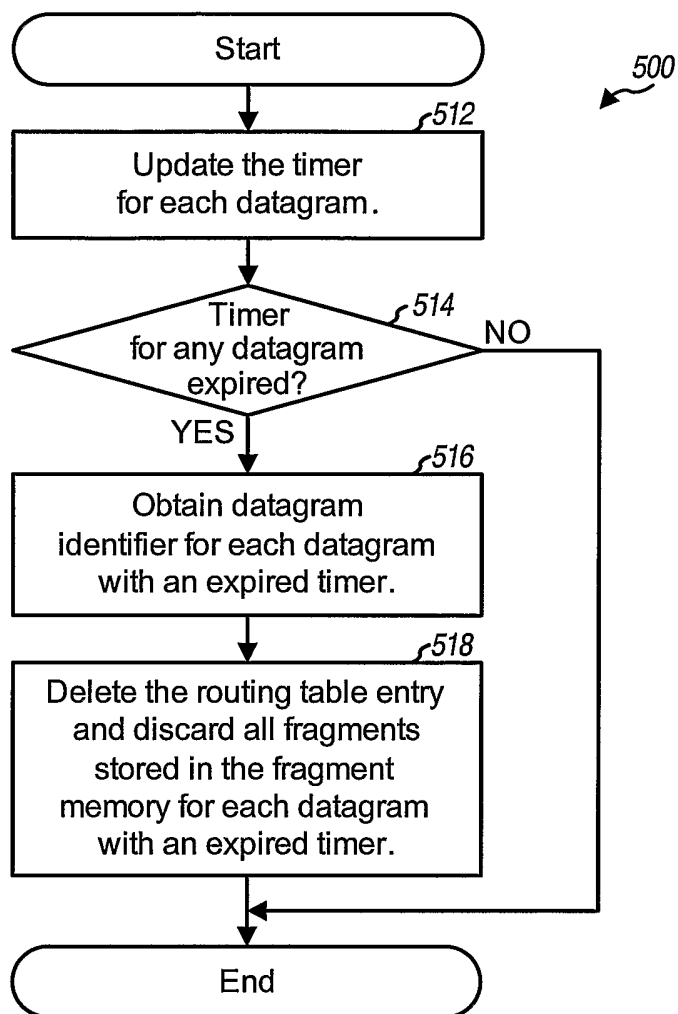 Start
500
512
Update the timer
for each datagram.
514
Timer
for any datagram
expired?
NO
YES
516
Obtain datagram
identifier for each datagram
with an expired timer.
518
Delete the routing table entry
and discard all fragments
stored in the fragment
memory for each datagram
with an expired timer.
End